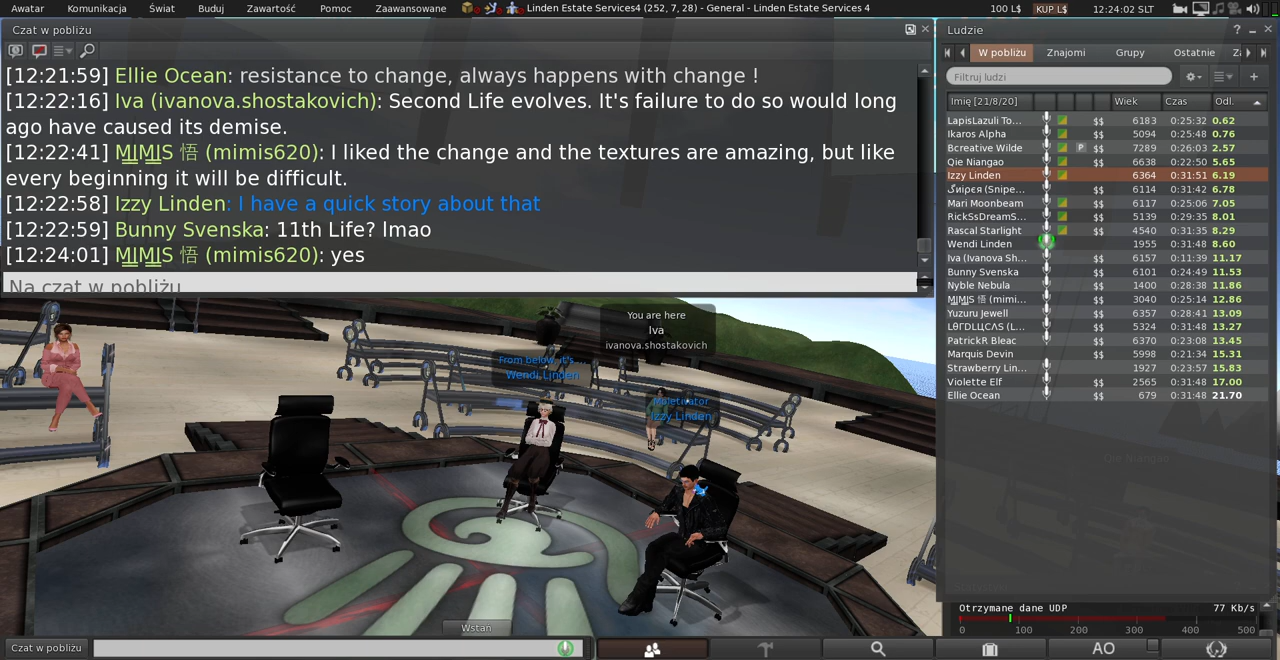 Awatar Komunikacja Świat Buduj Zawartość Pomoc Zaawansowane Linden Estate Services4 (252, 7, 28) - General - Linden Estate Services 4 100 L$ KUP L$ 12:24:02 SLT
Czat w pobliżu
[12:21:59] Ellie Ocean: resistance to change, always happens with change !
[12:22:16] Iva (ivanova.shostakovich): Second Life evolves. It's failure to do so would long
ago have caused its demise.
[12:22:41] MIMIS 悟 (mimis620): I liked the change and the textures are amazing, but like
every beginning it will be difficult.
[12:22:58] Izzy Linden: I have a quick story about that
[12:22:59] Bunny Svenska: 11th Life? lmao
[12:24:01] MIMIS 悟 (mimis620): yes
Na czat w pobliżu
You are here
Iva
ivanova.shostakovich
From below, it's ...
Wendi Linden
Moletivator
Izzy Linden
Wstań
Czat w pobliżu
Ludzie
W pobliżu Znajomi Grupy Ostatnie
Filtruj ludzi
Imię [21/8/20] Wiek Czas Odl.
LapisLazuli To... $$ 6183 0:25:32 0.62
Ikaros Alpha $$ 5094 0:25:48 0.76
Bcreative Wilde P $$ 7289 0:26:03 2.57
Qie Niangao $$ 6638 0:22:50 5.65
Izzy Linden 6364 0:31:51 6.19
(Snipe... $$ 6114 0:31:42 6.78
Mari Moonbeam $$ 6117 0:25:06 7.05
RickSsDreamS... $$ 5139 0:29:35 8.01
Rascal Starlight $$ 4540 0:31:35 8.29
Wendi Linden 1955 0:31:48 8.60
Iva (Ivanova Sh... $$ 6157 0:11:39 11.17
Bunny Svenska $$ 6101 0:24:49 11.53
Nyble Nebula $$ 1400 0:28:38 11.86
MIMIS 悟 (mimi... $$ 3040 0:25:14 12.86
Yuzuru Jewell $$ 6357 0:28:41 13.09
(L... $$ 5324 0:31:48 13.27
PatrickR Bleac $$ 6370 0:23:08 13.45
Marquis Devin $$ 5998 0:21:34 15.31
Strawberry Lin... 1927 0:23:57 15.83
Violette Elf $$ 2565 0:31:48 17.00
Ellie Ocean $$ 679 0:31:48 21.70
Qie Niangao
Otrzymane dane UDP 77 Kb/s
0 100 200 300 400 500
AO